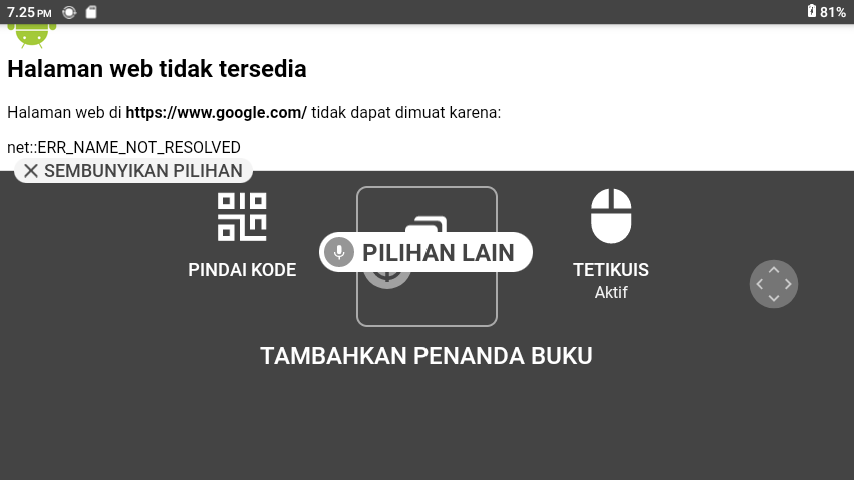 7.25 PM
81%
Halaman web tidak tersedia
Halaman web di https://www.google.com/ tidak dapat dimuat karena:
net::ERR_NAME_NOT_RESOLVED
SEMBUNYIKAN PILIHAN
PILIHAN LAIN
PINDAI KODE
TETIKUIS
Aktif
TAMBAHKAN PENANDA BUKU